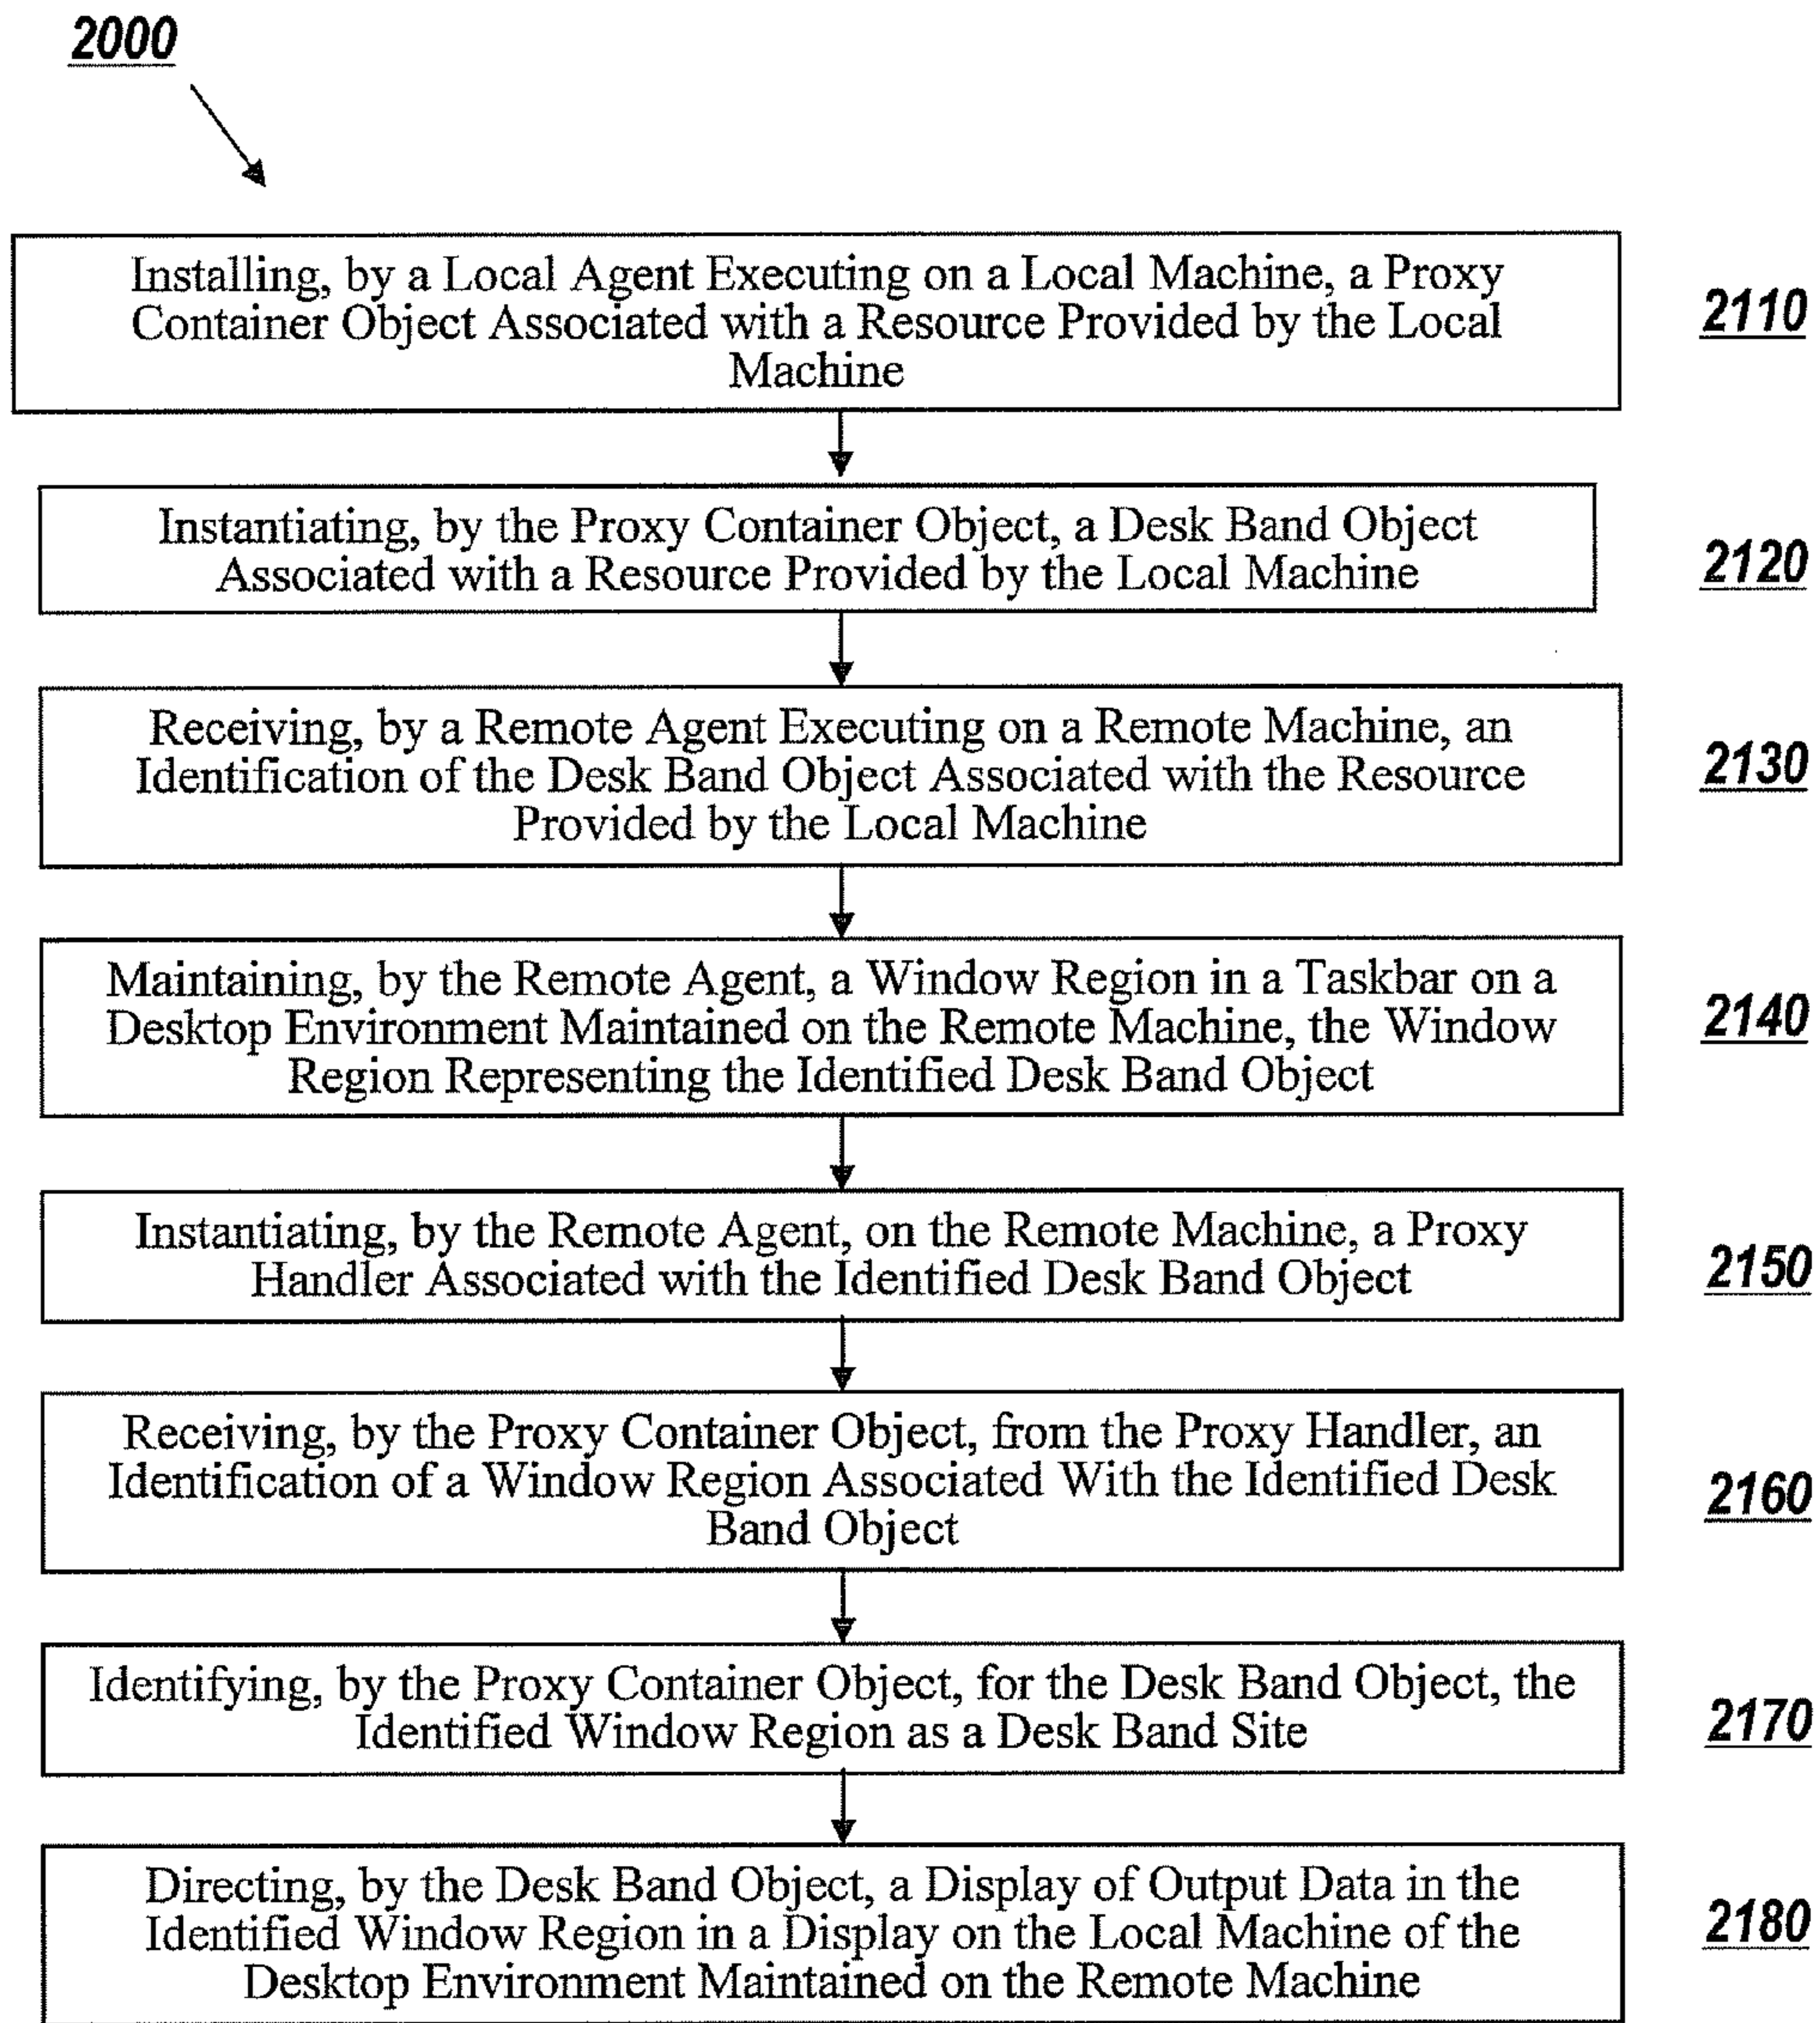 2000
Installing, by a Local Agent Executing on a Local Machine, a Proxy
Container Object Associated with a Resource Provided by the Local
Machine
2110
Instantiating, by the Proxy Container Object, a Desk Band Object
Associated with a Resource Provided by the Local Machine
2120
Receiving, by a Remote Agent Executing on a Remote Machine, an
Identification of the Desk Band Object Associated with the Resource
Provided by the Local Machine
2130
Maintaining, by the Remote Agent, a Window Region in a Taskbar on a
Desktop Environment Maintained on the Remote Machine, the Window
Region Representing the Identified Desk Band Object
2140
Instantiating, by the Remote Agent, on the Remote Machine, a Proxy
Handler Associated with the Identified Desk Band Object
2150
Receiving, by the Proxy Container Object, from the Proxy Handler, an
Identification of a Window Region Associated With the Identified Desk
Band Object
2160
Identifying, by the Proxy Container Object, for the Desk Band Object, the
Identified Window Region as a Desk Band Site
2170
Directing, by the Desk Band Object, a Display of Output Data in the
Identified Window Region in a Display on the Local Machine of the
Desktop Environment Maintained on the Remote Machine
2180